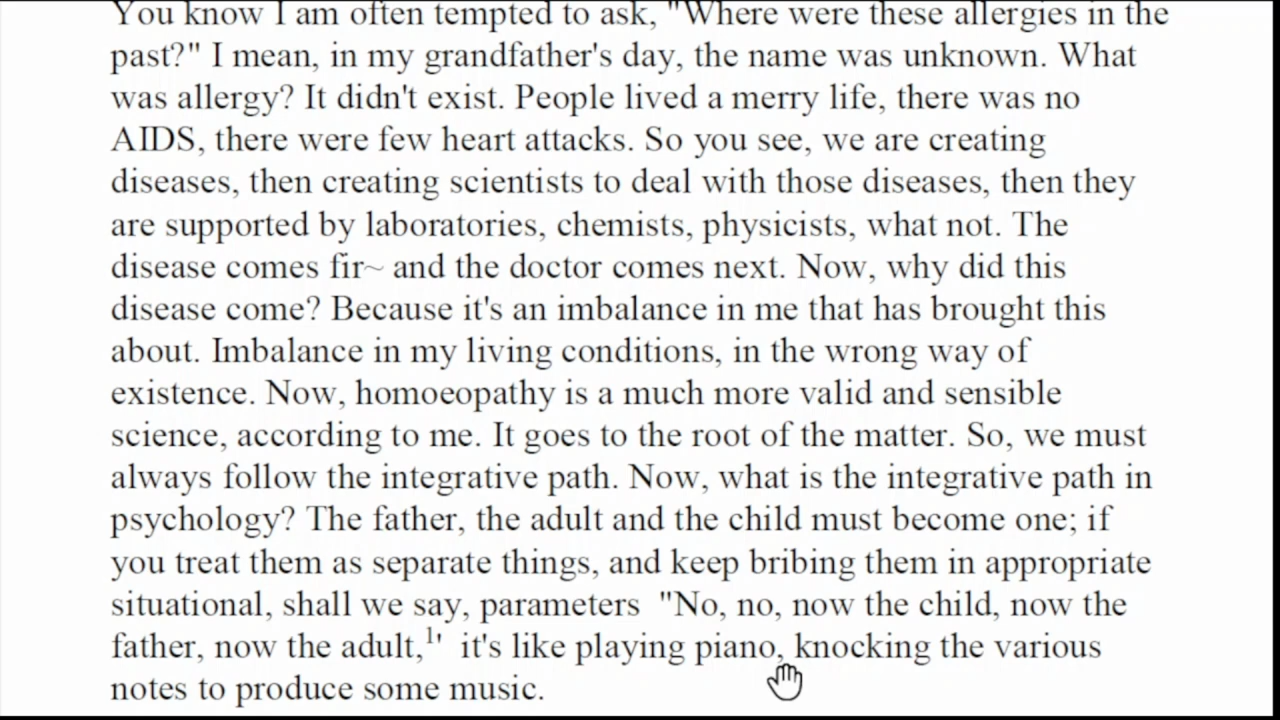 You know I am often tempted to ask, "Where were these allergies in the
past?" I mean, in my grandfather's day, the name was unknown. What
was allergy? It didn't exist. People lived a merry life, there was no
AIDS, there were few heart attacks. So you see, we are creating
diseases, then creating scientists to deal with those diseases, then they
are supported by laboratories, chemists, physicists, what not. The
disease comes fir~ and the doctor comes next. Now, why did this
disease come? Because it's an imbalance in me that has brought this
about. Imbalance in my living conditions, in the wrong way of
existence. Now, homoeopathy is a much more valid and sensible
science, according to me. It goes to the root of the matter. So, we must
always follow the integrative path. Now, what is the integrative path in
psychology? The father, the adult and the child must become one; if
you treat them as separate things, and keep bribing them in appropriate
situational, shall we say, parameters  "No, no, now the child, now the
father, now the adult,¹'  it's like playing piano, knocking the various
notes to produce some music.